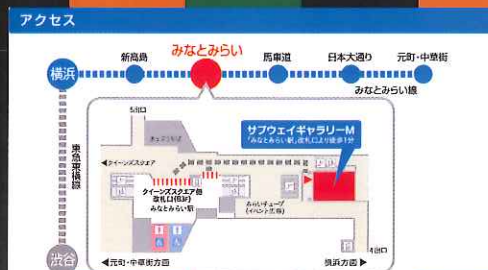 アクセス
みなとみらい
新高島
馬車道
日本大通り
元町・中華街
横浜
みなとみらい線
東急東横線
サブウェイギャラリーM
「みなとみらい駅」改札口より徒歩1分
クイーンズスクエア
クイーンズスクエア側
改札口(B3F)
みなとみらい駅
みらいチューブ
(イベント広場)
4出口
渋谷
元町・中華街方面
横浜方面